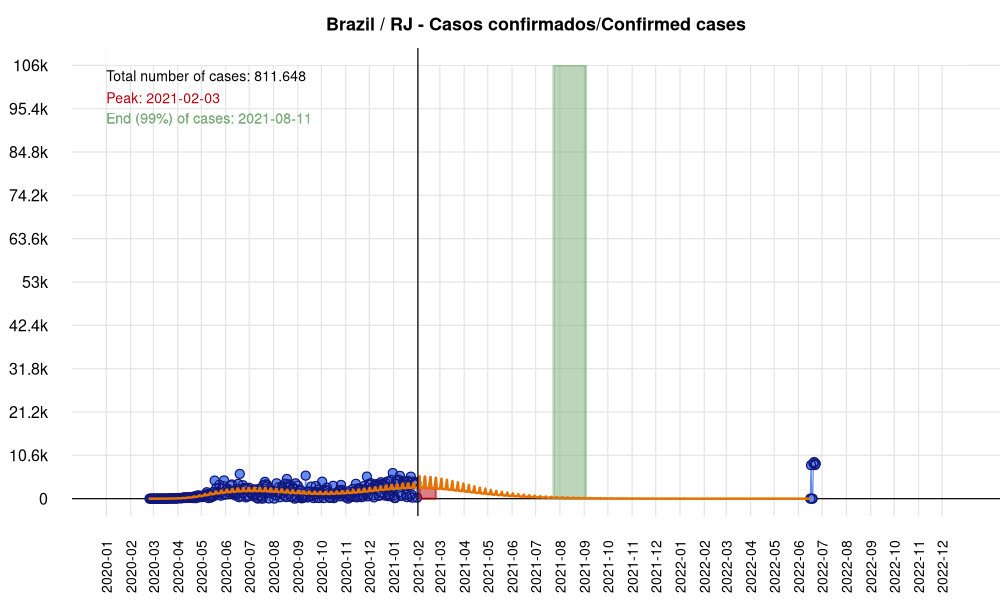 Brazil / RJ - Casos confirmados/Confirmed cases
Total number of cases: 811.648
Peak: 2021-02-03
End (99%) of cases: 2021-08-11
106k
95.4k
84.8k
74.2k
63.6k
53k
42.4k
31.8k
21.2k
10.6k
0
2020-01
2020-02
2020-03
2020-04
2020-05
2020-06
2020-07
2020-08
2020-09
2020-10
2020-11
2020-12
2021-01
2021-02
2021-03
2021-04
2021-05
2021-06
2021-07
2021-08
2021-09
2021-10
2021-11
2021-12
2022-01
2022-02
2022-03
2022-04
2022-05
2022-06
2022-07
2022-08
2022-09
2022-10
2022-11
2022-12